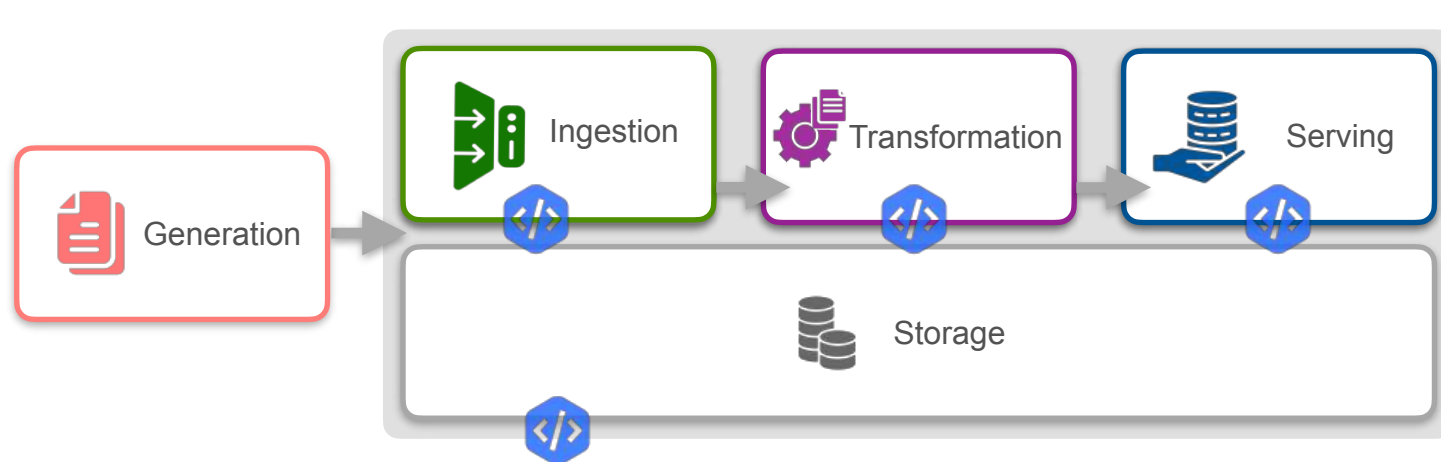 Generation
Ingestion
Transformation
Serving
Storage